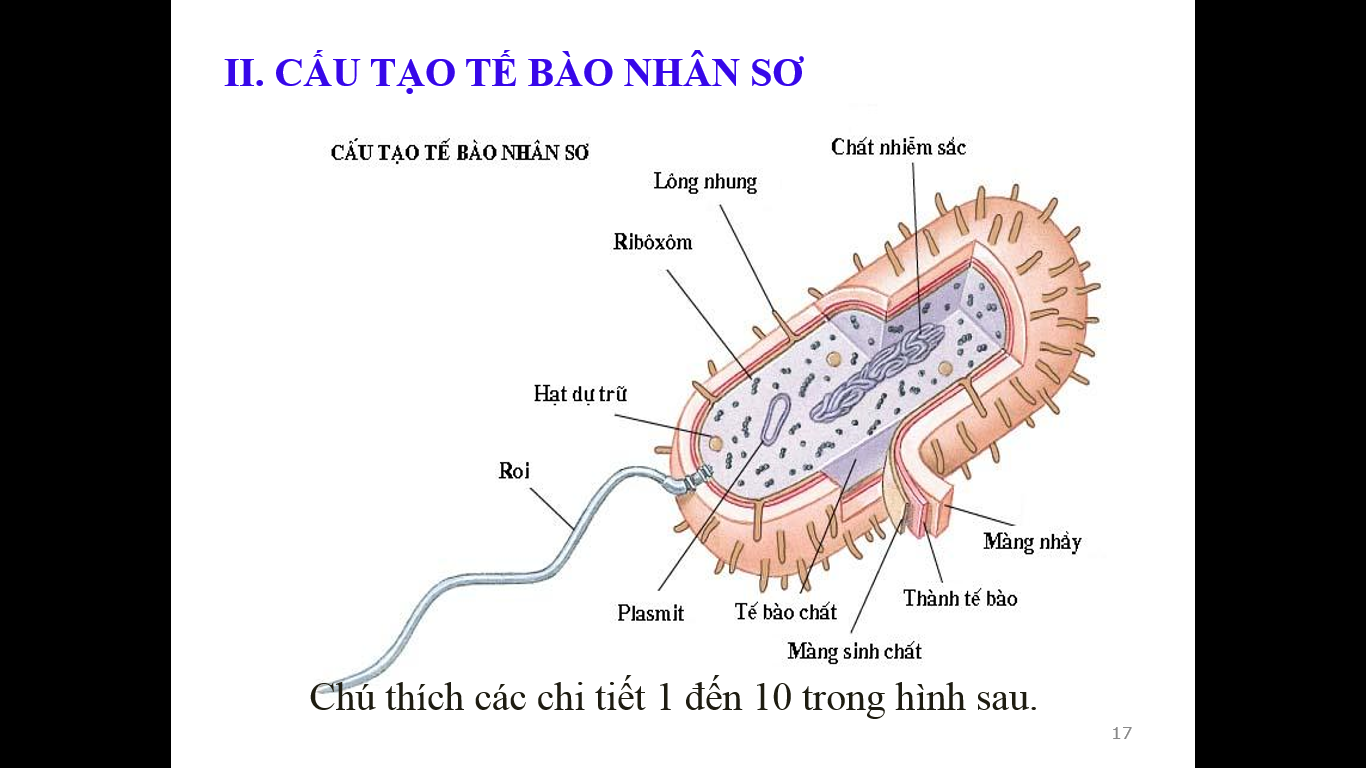 II. CẤU TẠO TẾ BÀO NHÂN SƠ
CẤU TẠO TẾ BÀO NHÂN SƠ
Chất nhiễm sắc
Lông nhung
Ribôxôm
Hạt dự trữ
Roi
Màng nhầy
Thành tế bào
Plasmit
Tế bào chất
Màng sinh chất
Chú thích các chi tiết 1 đến 10 trong hình sau.
17